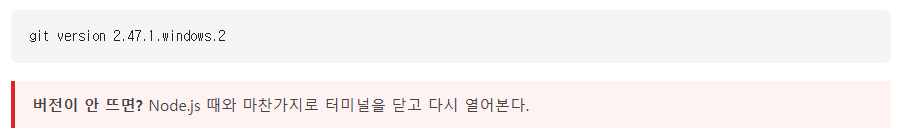 git version 2.47.1.windows.2
버전이 안 뜨면? Node.js 때와 마찬가지로 터미널을 닫고 다시 열어본다.